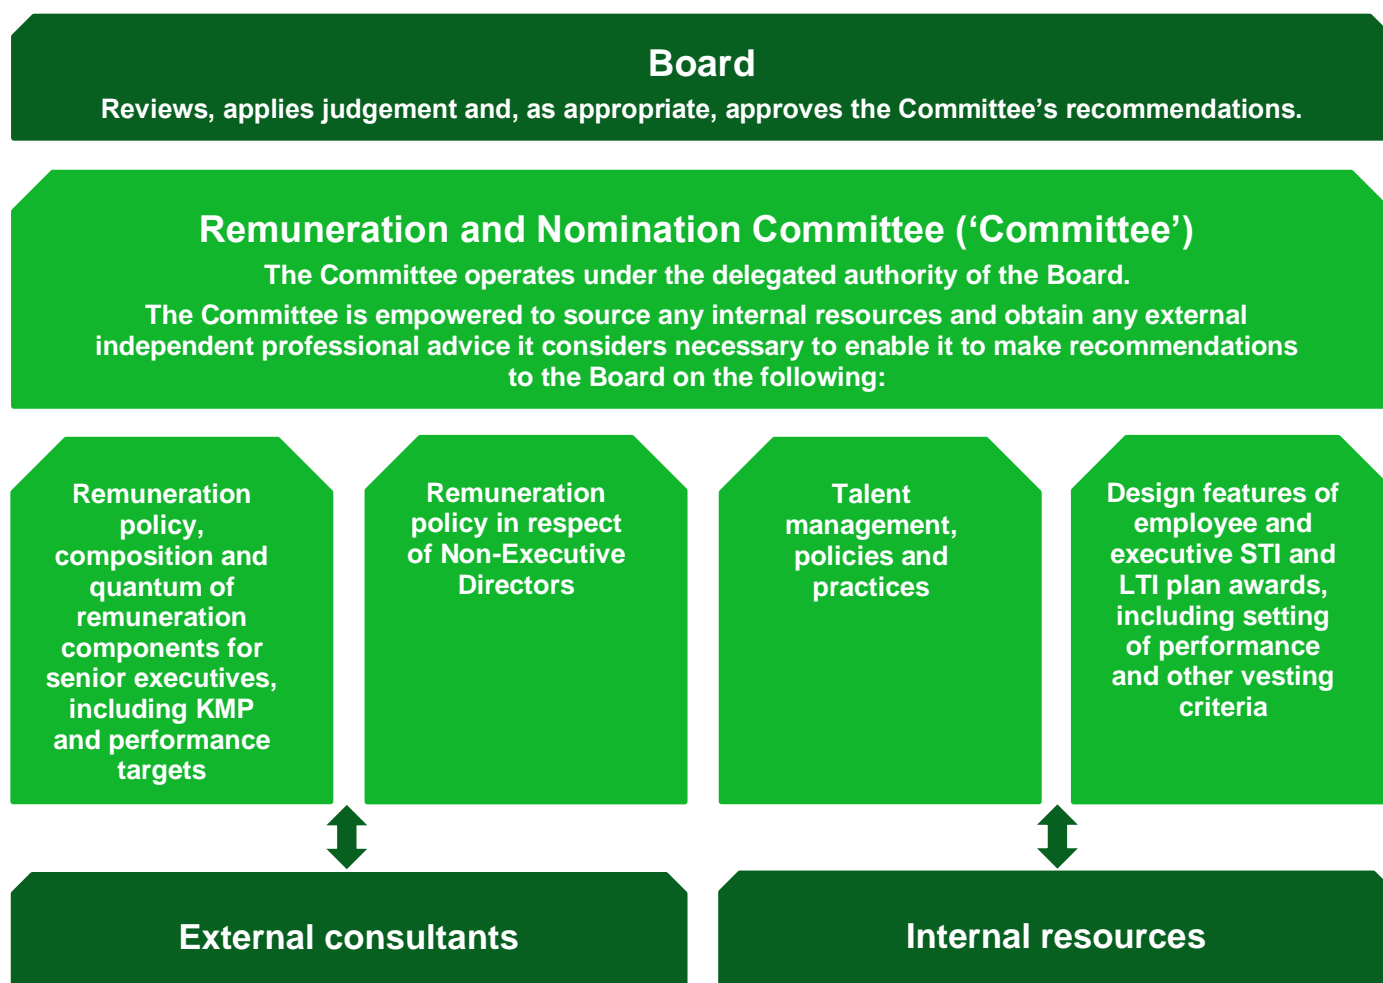 Board
Reviews, applies judgement and, as appropriate, approves the Committee’s recommendations.
Remuneration and Nomination Committee (‘Committee’)
The Committee operates under the delegated authority of the Board.
The Committee is empowered to source any internal resources and obtain any external
independent professional advice it considers necessary to enable it to make recommendations
to the Board on the following:
Remuneration
policy,
composition and
quantum of
remuneration
components for
senior executives,
including KMP
and performance
targets
Remuneration
policy in respect
of Non-Executive
Directors
Talent
management,
policies and
practices
Design features of
employee and
executive STI and
LTI plan awards,
including setting
of performance
and other vesting
criteria
External consultants
Internal resources